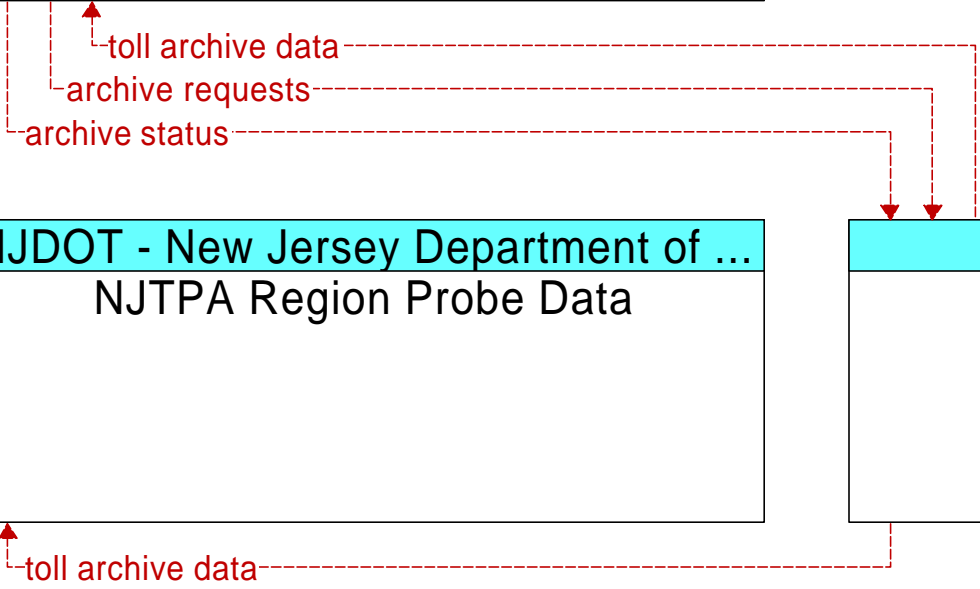 toll archive data
archive requests
archive status
NJDOT - New Jersey Department of ...
NJTPA Region Probe Data
toll archive data